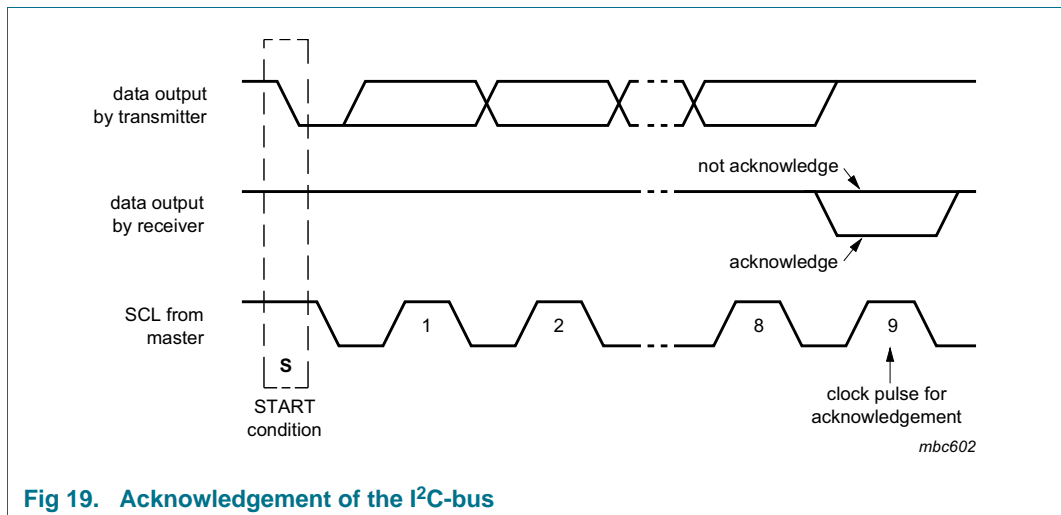 data output
by transmitter
not acknowledge
data output
by receiver
acknowledge
SCL from
master
1
2
8
9
S
START
condition
clock pulse for
acknowledgement
mbc602
Fig 19. Acknowledgement of the I²C-bus